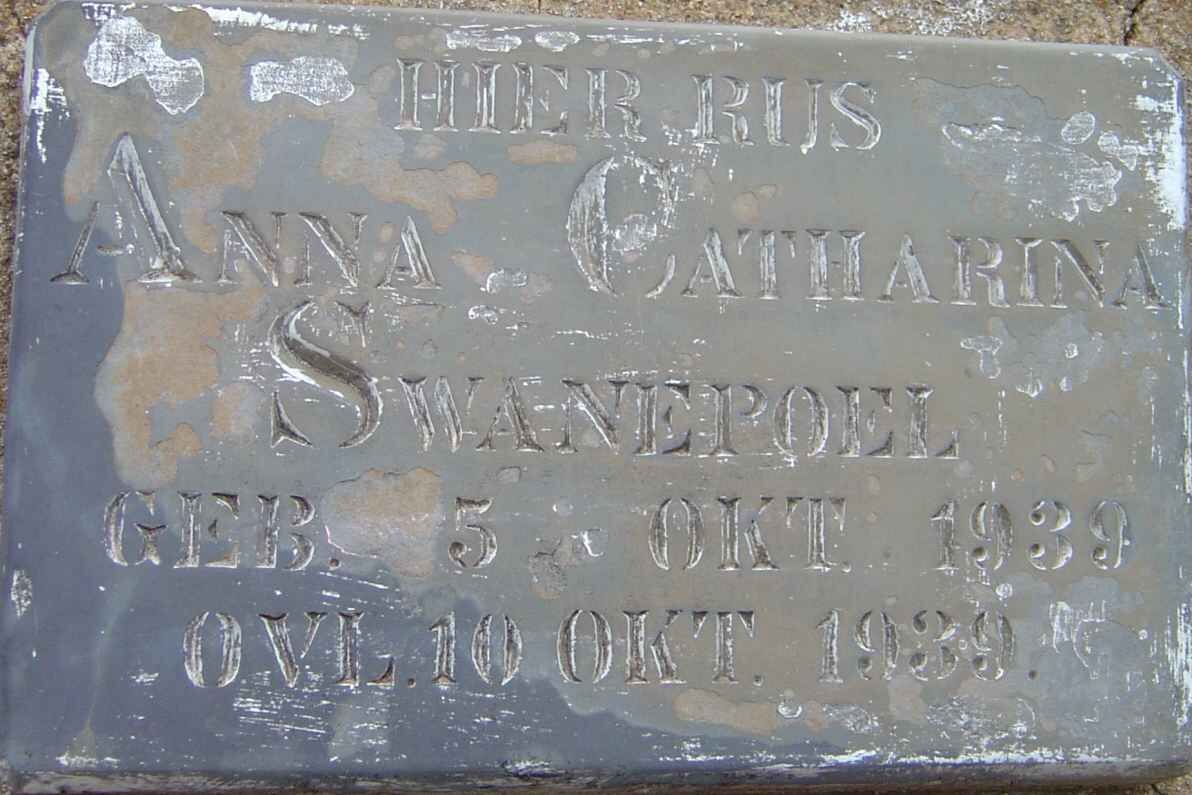 HIER RUS
ANNA CATHARINA
SWANEPOEL
GEB. 5 OKT. 1939
OVL. 10 OKT. 1939.